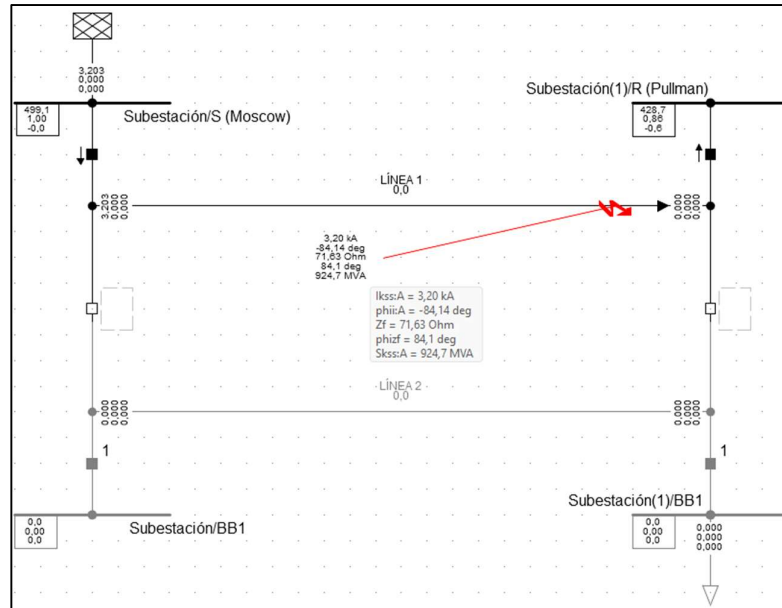 3,203
0,000
0,000
Subestación(1)/R (Pullman)
499,1
1,00
-0,0
Subestación/S (Moscow)
428,7
0,86
-0,6
LÍNEA 1
0,0
3,203
0,000
0,000
0,000
0,000
0,000
3,20 kA
-84,14 deg
71,63 Ohm
84,1 deg
924,7 MVA
Ikss:A = 3,20 kA
phii:A = -84,14 deg
Zf = 71,63 Ohm
phizf = 84,1 deg
Skss:A = 924,7 MVA
LÍNEA 2
0,0
0,000
0,000
0,000
0,000
0,000
0,000
1
1
Subestación(1)/BB1
0,0
0,00
0,0
Subestación/BB1
0,0
0,00
0,0
0,000
0,000
0,000